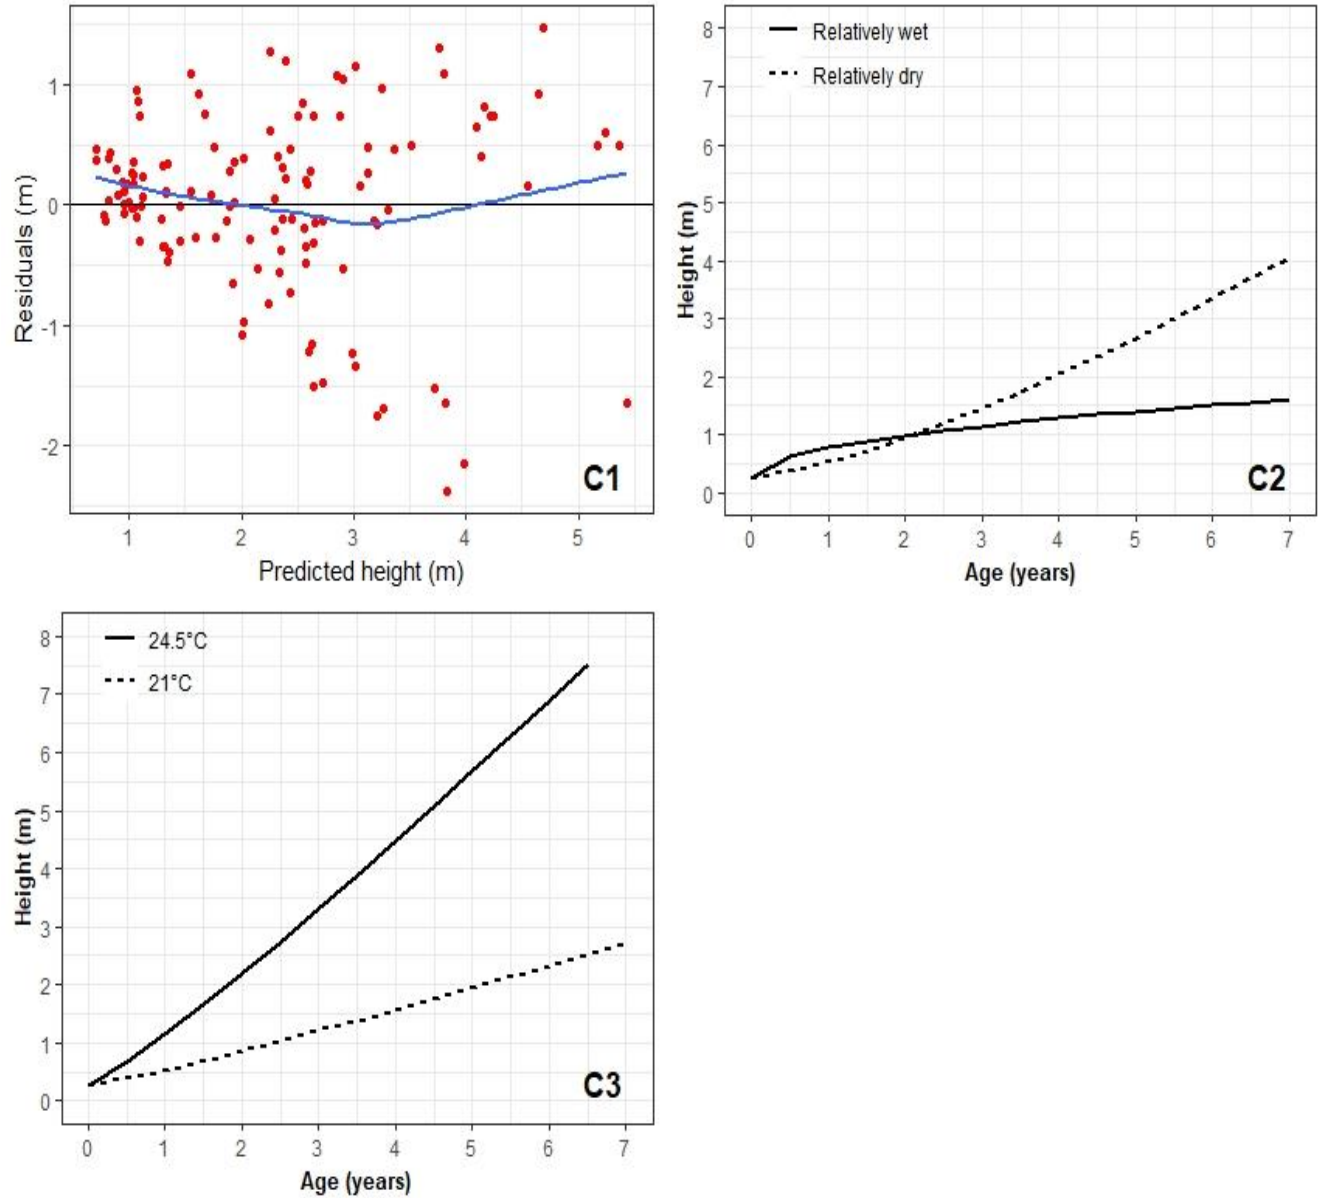 1
0
-1
-2
Residuals (m)
C1
1 2 3 4 5
Predicted height (m)
Relatively wet
Relatively dry
8
7
6
5
4
3
2
1
0
Height (m)
C2
0 1 2 3 4 5 6 7
Age (years)
24.5°C
21°C
8
7
6
5
4
3
2
1
0
Height (m)
C3
0 1 2 3 4 5 6 7
Age (years)